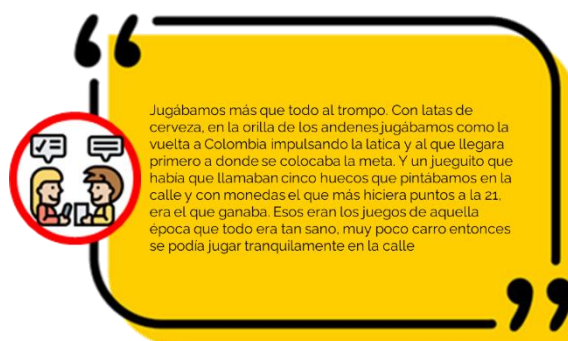 Jugábamos más que todo al trompo. Con latas de
cerveza, en la orilla de los andenes jugábamos como la
vuelta a Colombia impulsando la latica y al que llegara
primero a donde se colocaba la meta. Y un jueguito que
había que llamaban cinco huecos que pintábamos en la
calle y con monedas el que más hiciera puntos a la 21,
era el que ganaba. Esos eran los juegos de aquella
época que todo era tan sano, muy poco carro entonces
se podía jugar tranquilamente en la calle